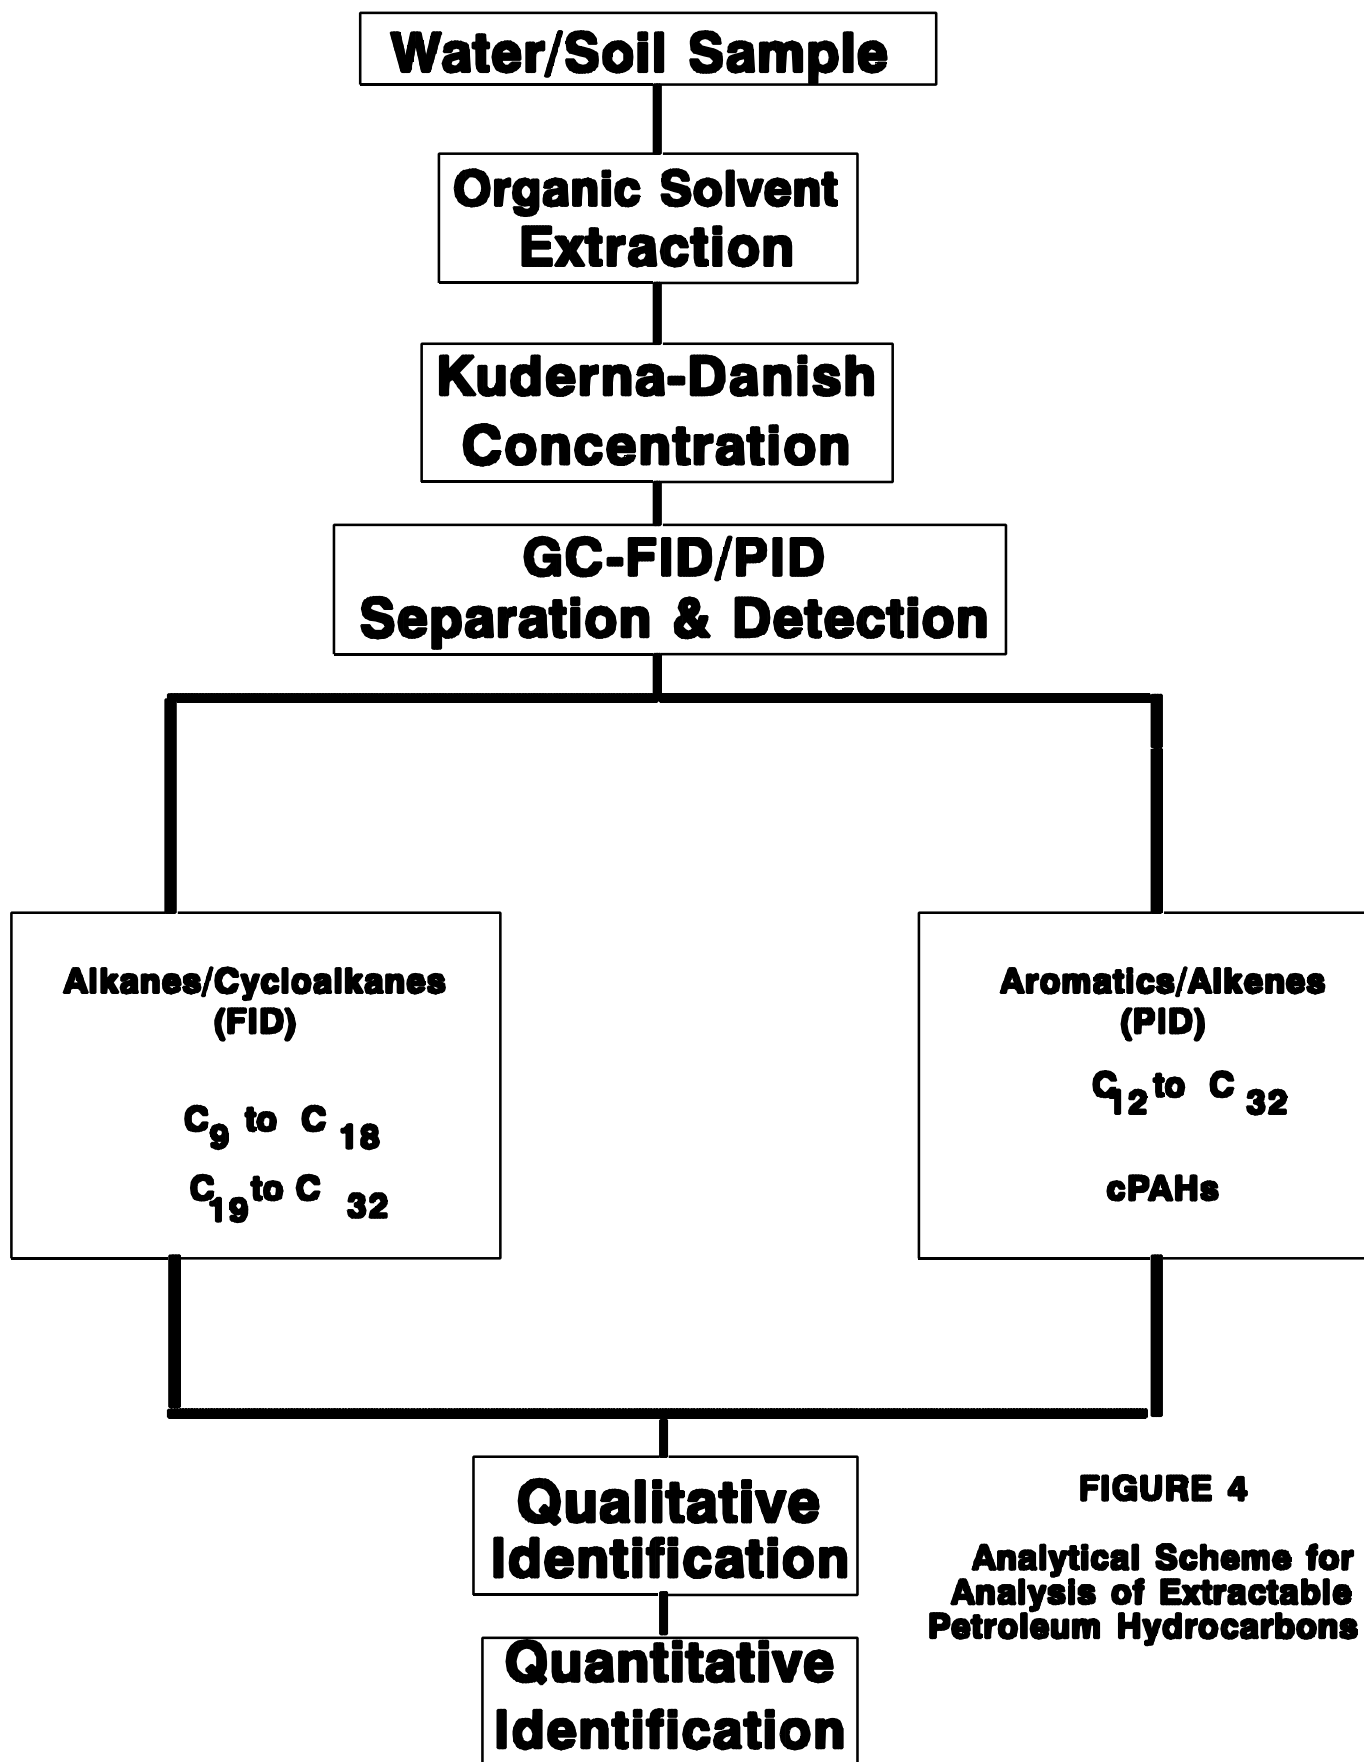 Water/Soil Sample
Organic Solvent
Extraction
Kuderna-Danish
Concentration
GC-FID/PID
Separation & Detection
Alkanes/Cycloalkanes
(FID)
C9 to C18
C19 to C32
Aromatics/Alkenes
(PID)
C12 to C32
cPAHs
Qualitative
Identification
Quantitative
Identification
FIGURE 4
Analytical Scheme for
Analysis of Extractable
Petroleum Hydrocarbons